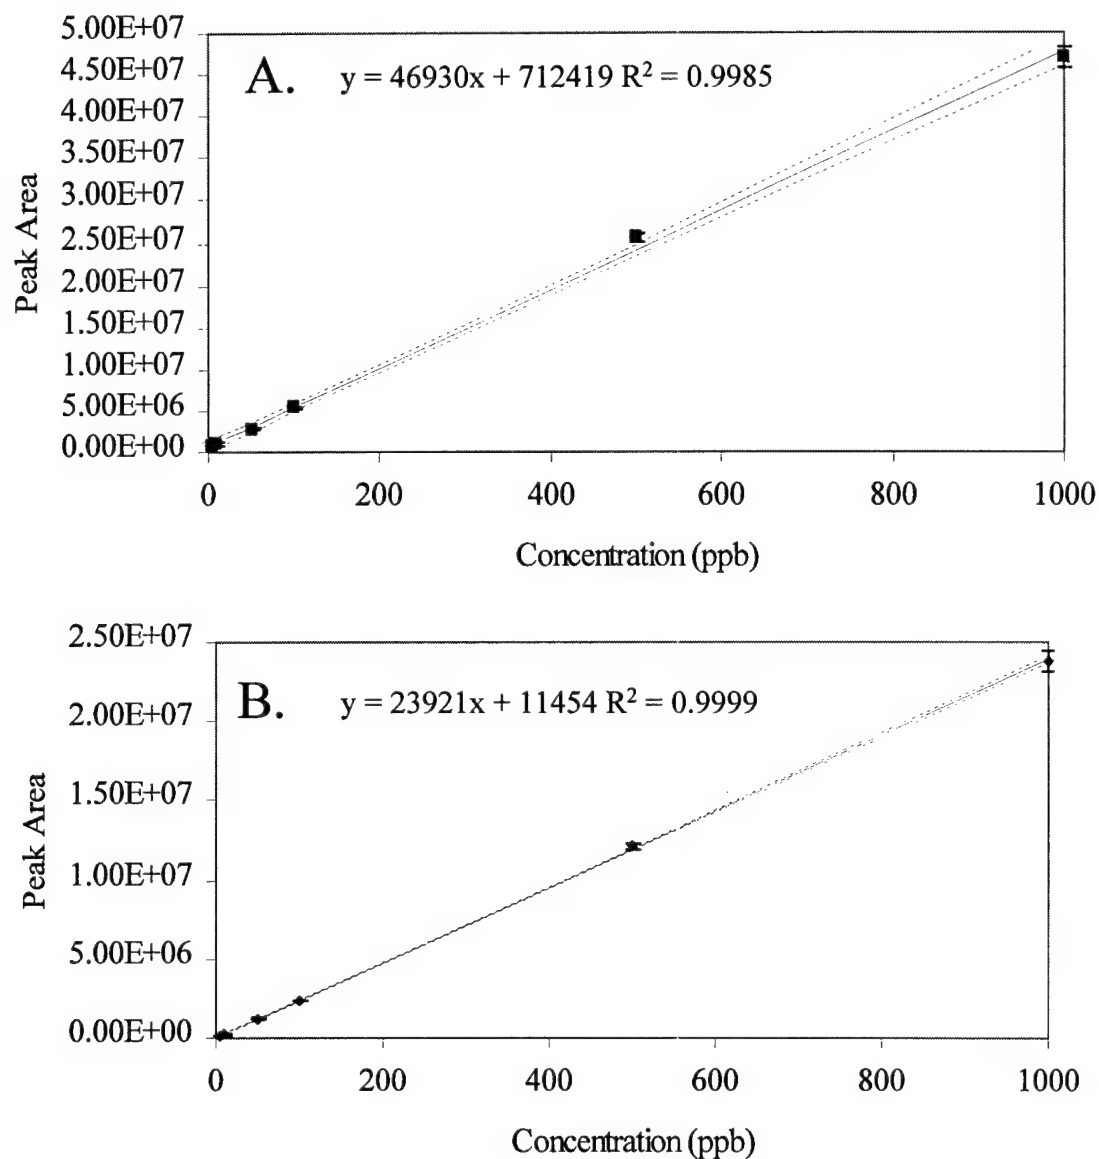 5.00E+07
4.50E+07
4.00E+07
3.50E+07
3.00E+07
2.50E+07
2.00E+07
1.50E+07
1.00E+07
5.00E+06
0.00E+00
Peak Area
A. y = 46930x + 712419 R² = 0.9985
0 200 400 600 800 1000
Concentration (ppb)
2.50E+07
2.00E+07
1.50E+07
1.00E+07
5.00E+06
0.00E+00
Peak Area
B. y = 23921x + 11454 R² = 0.9999
0 200 400 600 800 1000
Concentration (ppb)